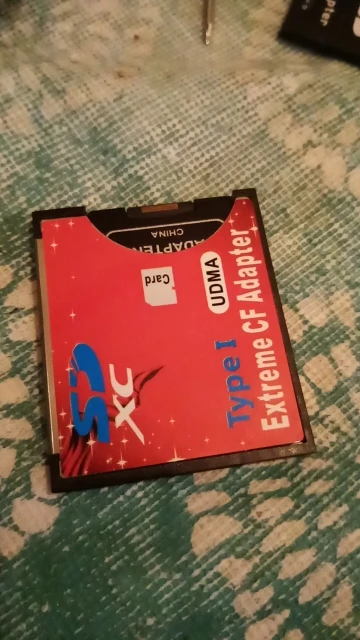 SD
XC
Type I
Extreme CF Adapter
UDMA
Card
ADAPTER
CHINA